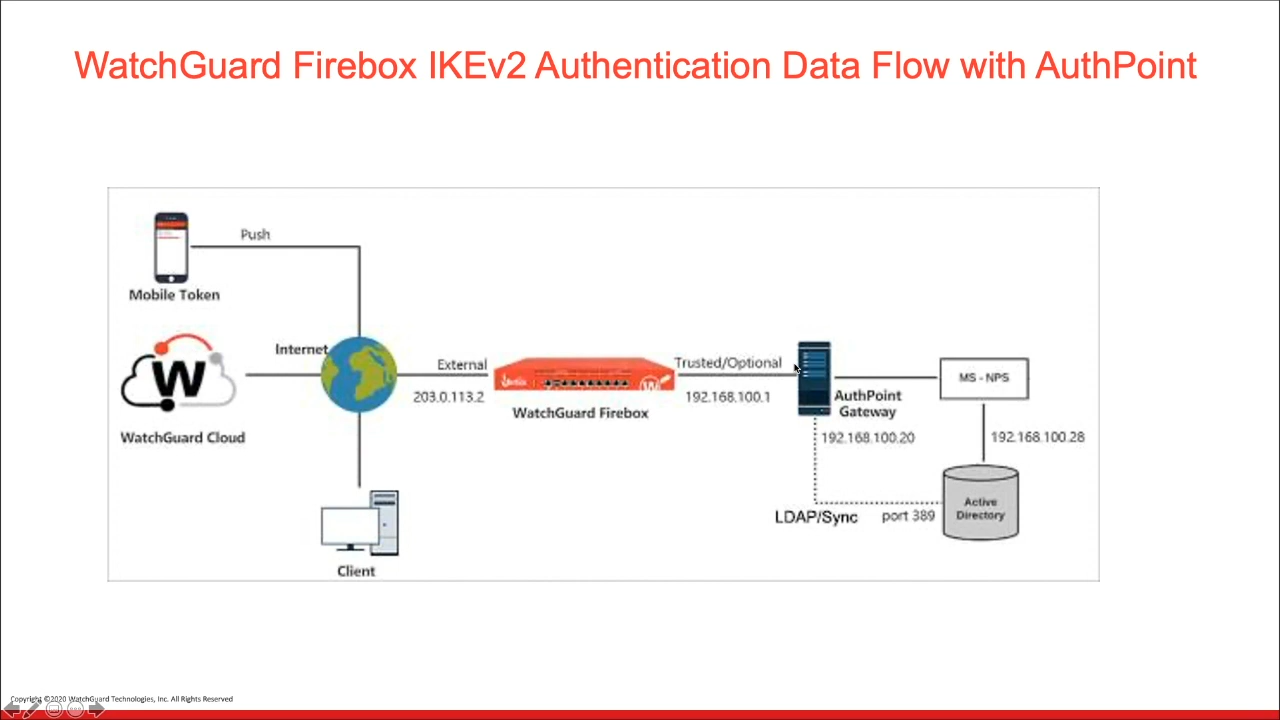 WatchGuard Firebox IKEv2 Authentication Data Flow with AuthPoint
Push
Mobile Token
Internet
External
Trusted/Optional
W
W
MS - NPS
203.0.113.2
192.168.100.1
AuthPoint
Gateway
WatchGuard Firebox
WatchGuard Cloud
192.168.100.20
192.168.100.28
Active
Directory
LDAP/Sync
port 389
Client
Copyright ©2020 WatchGuard Technologies, Inc. All Rights Reserved